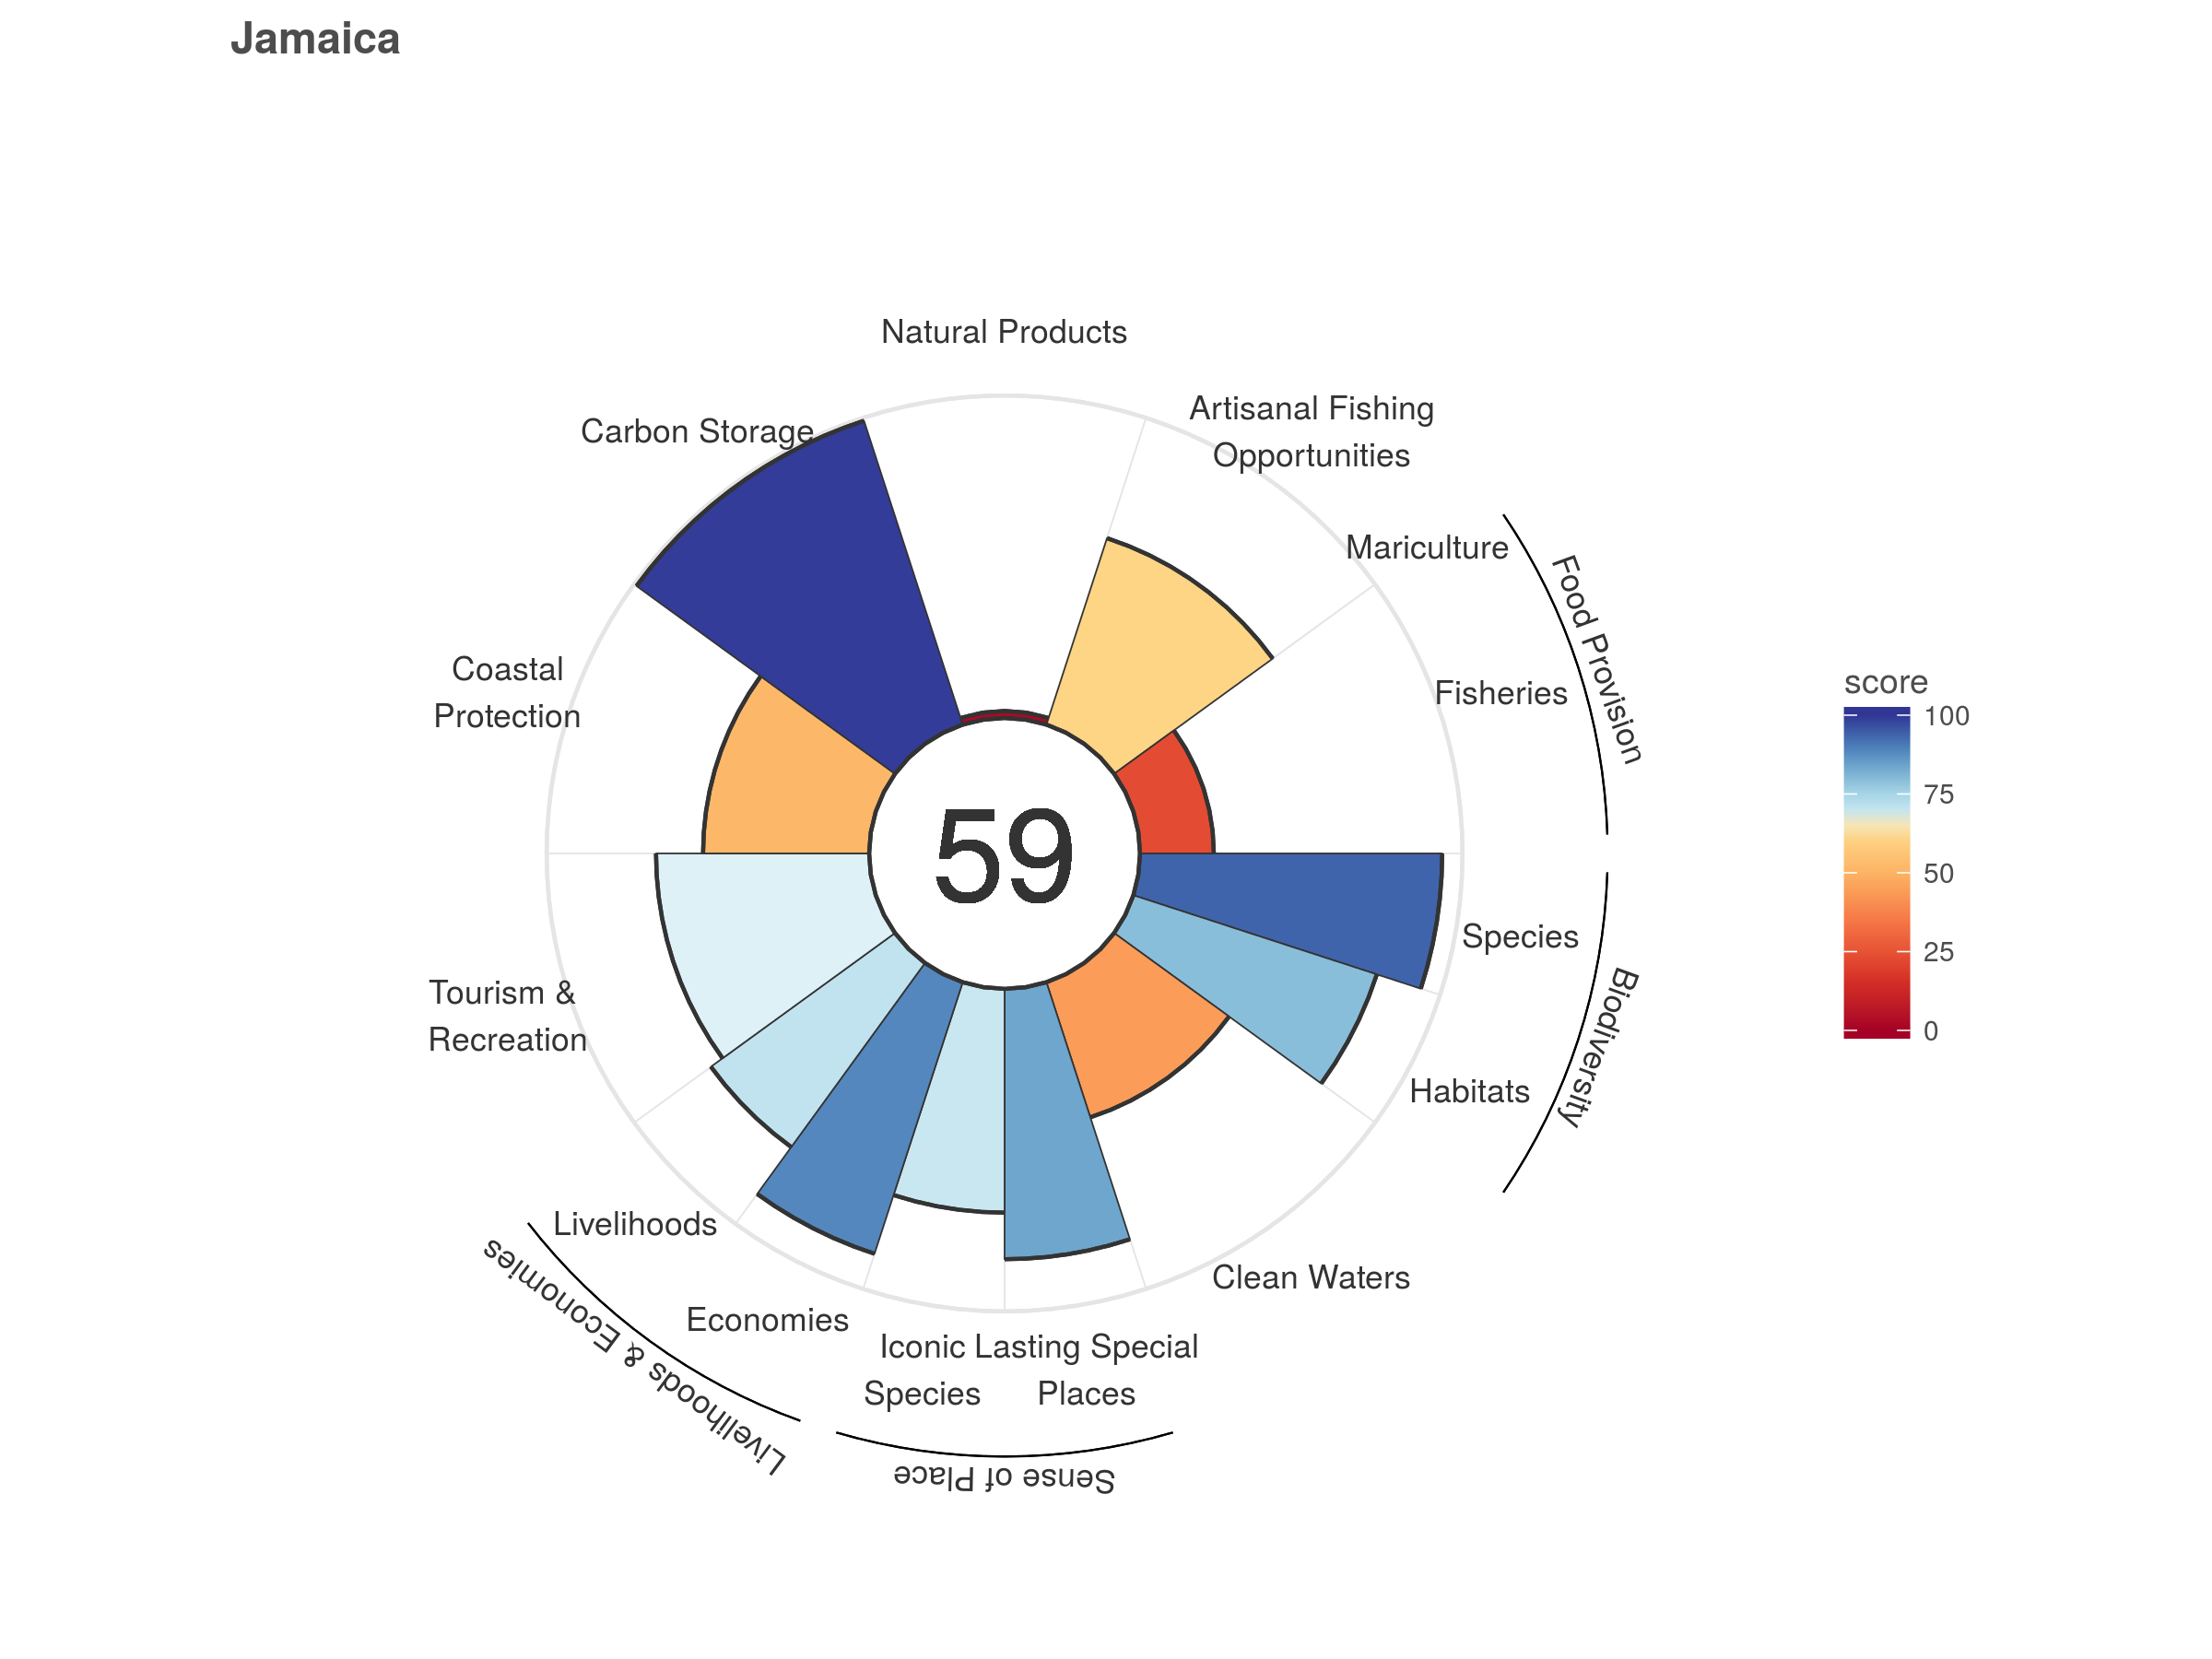 Jamaica
Natural Products
Artisanal Fishing
Opportunities
Carbon Storage
Mariculture
Food Provision
Fisheries
Coastal
Protection
59
score
100
75
50
25
0
Species
Biodiversity
Habitats
Tourism &
Recreation
Livelihoods
Livelihoods & Economies
Economies
Clean Waters
Iconic
Species
Lasting Special
Places
Sense of Place